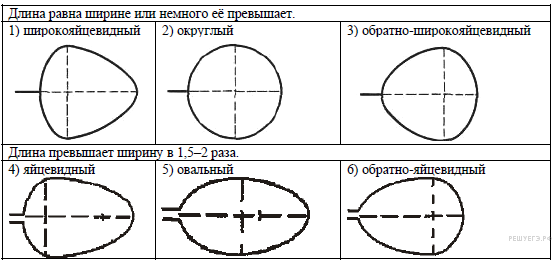 Длина равна ширине или немного её превышает.
1) широкояйцевидный 2) округлый 3) обратно-широкояйцевидный
Длина превышает ширину в 1,5–2 раза.
4) яйцевидный 5) овальный 6) обратно-яйцевидный
РЕШУЕГЭ.РФ